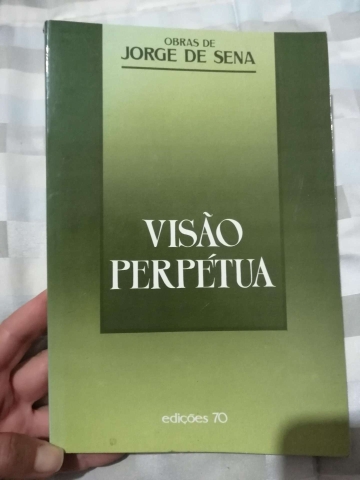 OBRAS DE
JORGE DE SENA
VISÃO
PERPÉTUA
edições 70